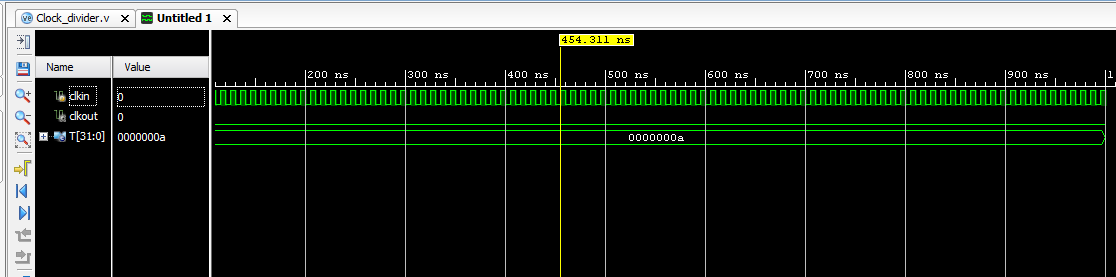 Clock_divider.v
Untitled 1
454.311 ns
Name
Value
200 ns
300 ns
400 ns
500 ns
600 ns
700 ns
800 ns
900 ns
1
clkin
0
clkout
0
T[31:0]
0000000a
0000000a